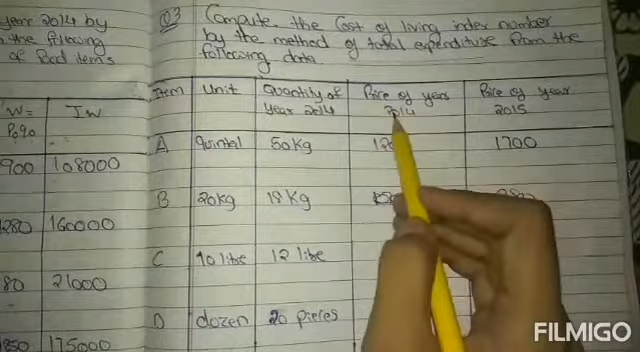 year 2014 by
the following
of Food items
W=
P0q0
IW
900 108000
1280 160000
80 21000
850 175000
Q3 Compute the Cost of living index number
by the method of total expenditure from the
following data
Item Unit Quantity of Price of year Price of year
year 2014 2014 2015
A quintal 50Kg 1700
B 20Kg 18Kg
C 10 litre 12 litre
D dozen 20 pieces
FILMIGO